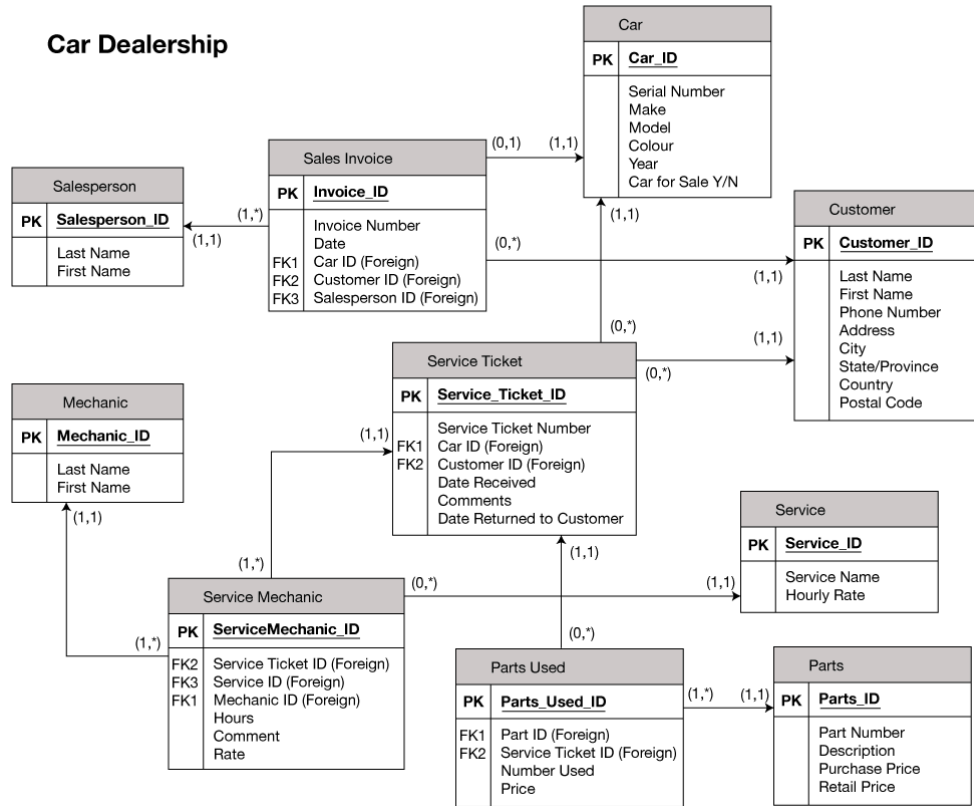 Car Dealership
Car
PK Car_ID
Serial Number
Make
Model
Colour
Year
Car for Sale Y/N
(0,1)
(1,1)
Sales Invoice
PK Invoice_ID
Invoice Number
Date
FK1 Car ID (Foreign)
FK2 Customer ID (Foreign)
FK3 Salesperson ID (Foreign)
Salesperson
PK Salesperson_ID
Last Name
First Name
(1,*)
(1,1)
(1,1)
(0,*)
(1,1)
Customer
PK Customer_ID
Last Name
First Name
Phone Number
Address
City
State/Province
Country
Postal Code
(0,*)
(1,1)
(0,*)
Service Ticket
PK Service_Ticket_ID
Service Ticket Number
FK1 Car ID (Foreign)
FK2 Customer ID (Foreign)
Date Received
Comments
Date Returned to Customer
Mechanic
PK Mechanic_ID
Last Name
First Name
(1,1)
(1,1)
(1,*)
(1,*)
(1,1)
(0,*)
(1,1)
Service
PK Service_ID
Service Name
Hourly Rate
Service Mechanic
PK ServiceMechanic_ID
FK2 Service Ticket ID (Foreign)
FK3 Service ID (Foreign)
FK1 Mechanic ID (Foreign)
Hours
Comment
Rate
(0,*)
Parts Used
PK Parts_Used_ID
FK1 Part ID (Foreign)
FK2 Service Ticket ID (Foreign)
Number Used
Price
(1,*)
(1,1)
Parts
PK Parts_ID
Part Number
Description
Purchase Price
Retail Price